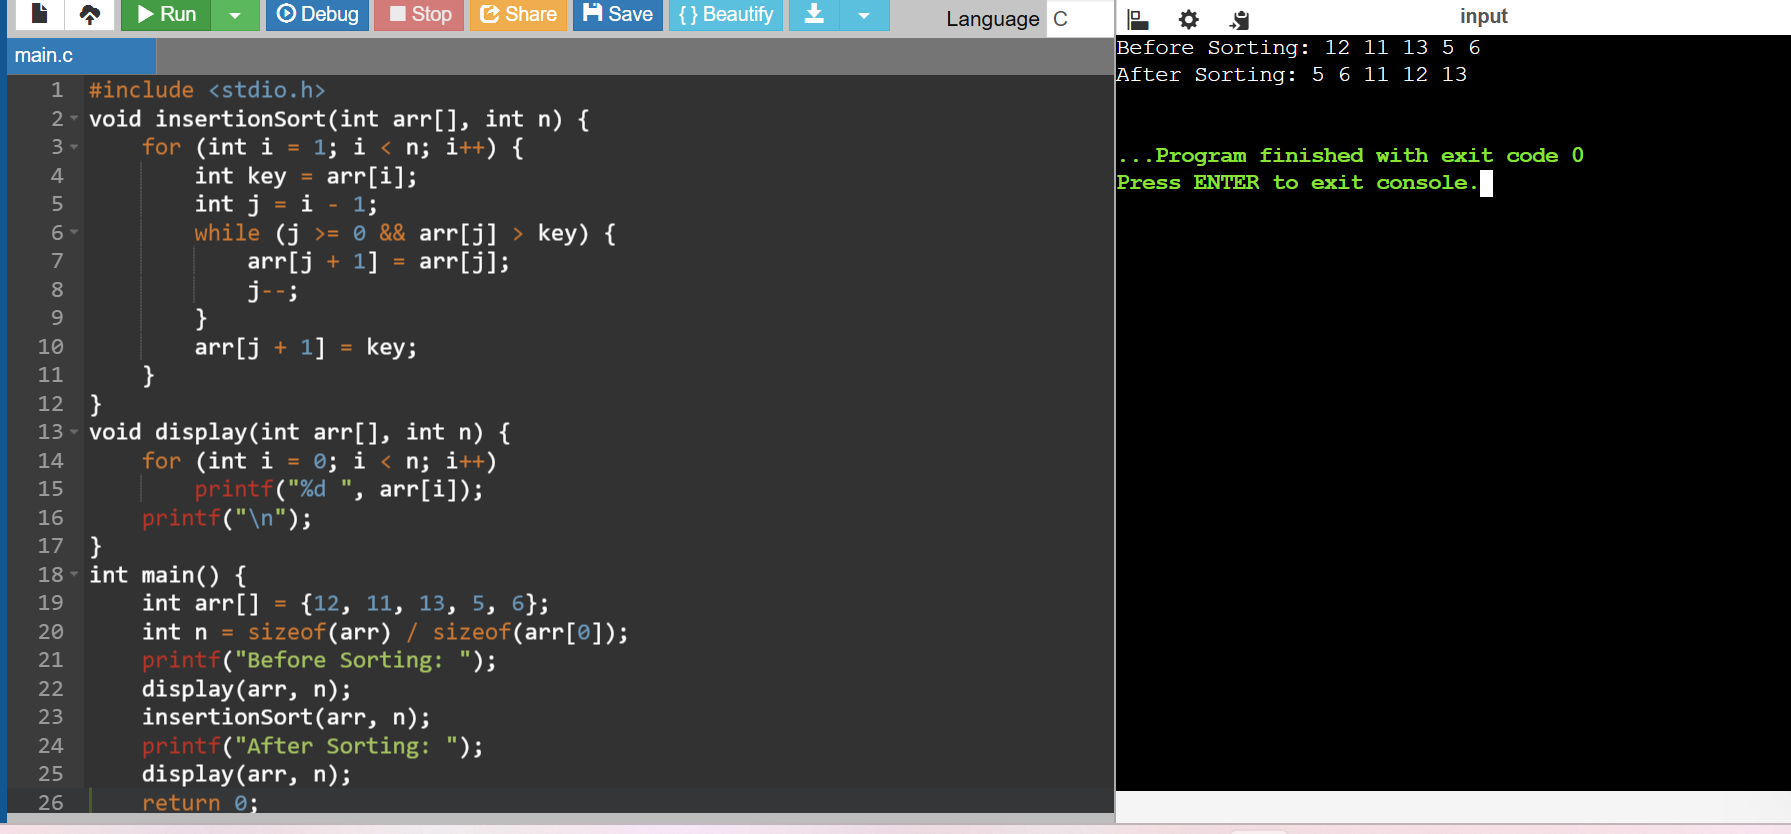 Run Debug Stop Share Save {} Beautify Language C
main.c
1 #include <stdio.h>
2 void insertionSort(int arr[], int n) {
3     for (int i = 1; i < n; i++) {
4         int key = arr[i];
5         int j = i - 1;
6         while (j >= 0 && arr[j] > key) {
7             arr[j + 1] = arr[j];
8             j--;
9         }
10         arr[j + 1] = key;
11     }
12 }
13 void display(int arr[], int n) {
14     for (int i = 0; i < n; i++)
15         printf("%d ", arr[i]);
16     printf("\n");
17 }
18 int main() {
19     int arr[] = {12, 11, 13, 5, 6};
20     int n = sizeof(arr) / sizeof(arr[0]);
21     printf("Before Sorting: ");
22     display(arr, n);
23     insertionSort(arr, n);
24     printf("After Sorting: ");
25     display(arr, n);
26     return 0;
input
Before Sorting: 12 11 13 5 6
After Sorting: 5 6 11 12 13
...Program finished with exit code 0
Press ENTER to exit console.